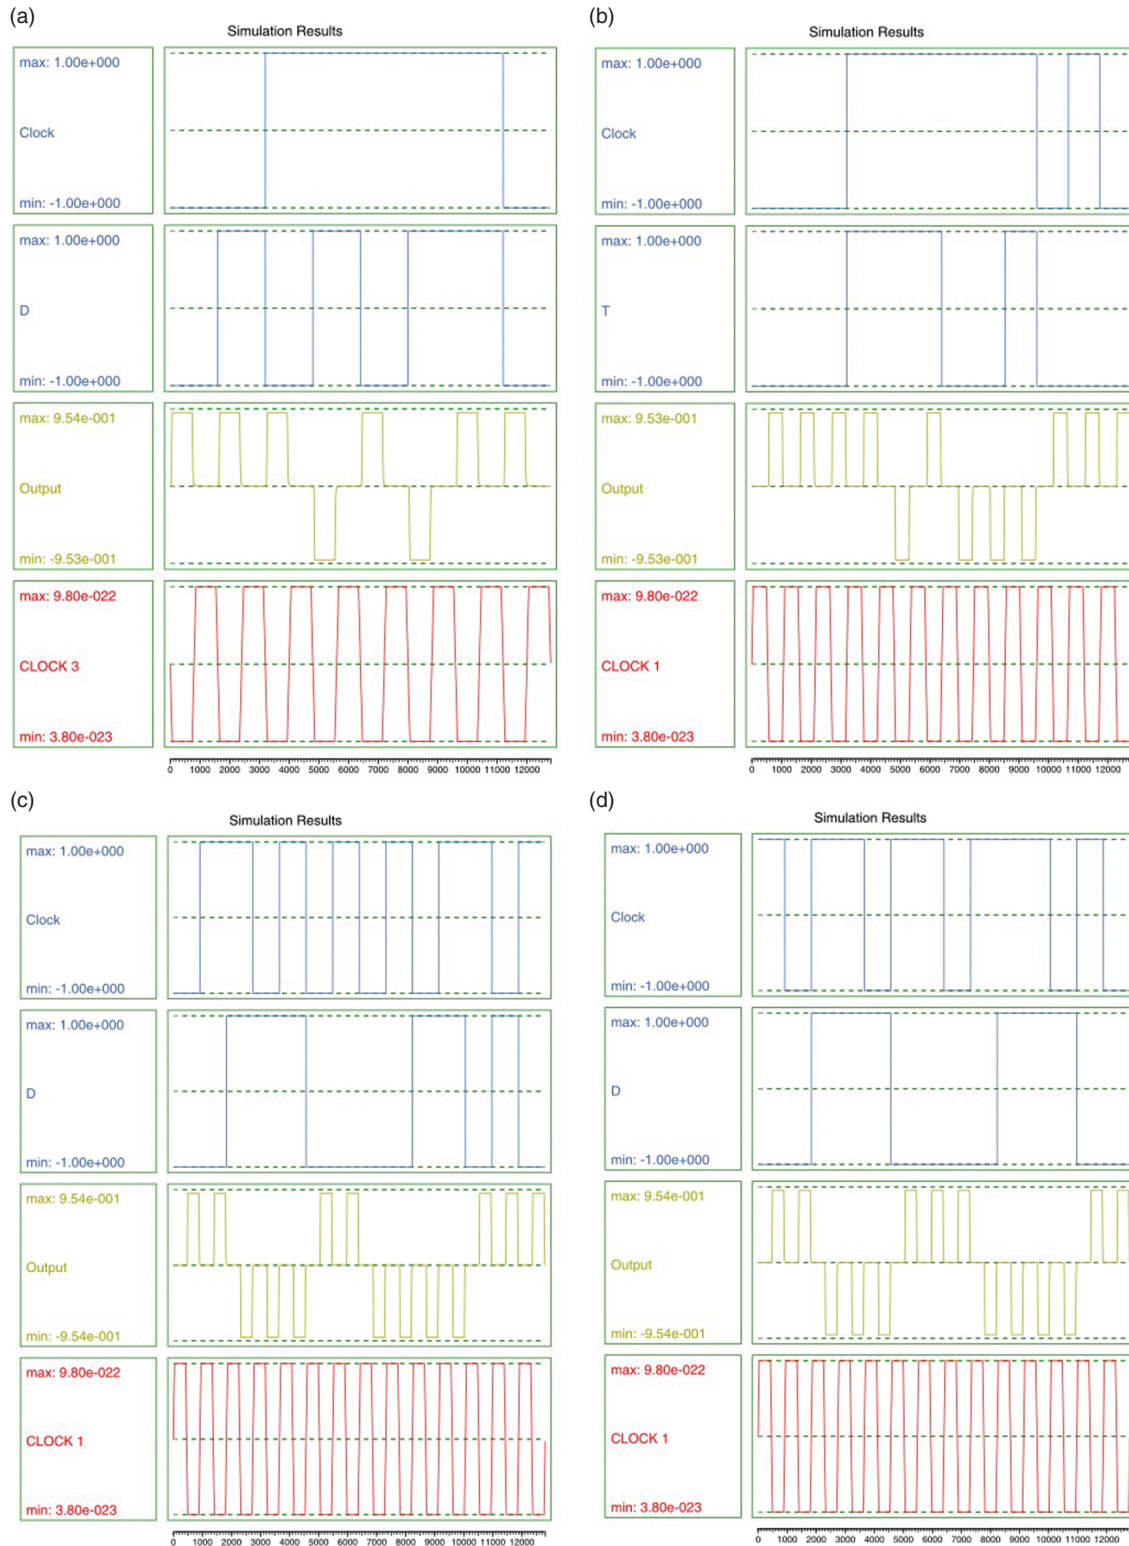 (a)
Simulation Results
max: 1.00e+000
Clock
min: -1.00e+000
max: 1.00e+000
D
min: -1.00e+000
max: 9.54e-001
Output
min: -9.53e-001
max: 9.80e-022
CLOCK 3
min: 3.80e-023
0 1000 2000 3000 4000 5000 6000 7000 8000 9000 10000 11000 12000
(b)
Simulation Results
max: 1.00e+000
Clock
min: -1.00e+000
max: 1.00e+000
T
min: -1.00e+000
max: 9.53e-001
Output
min: -9.53e-001
max: 9.80e-022
CLOCK 1
min: 3.80e-023
0 1000 2000 3000 4000 5000 6000 7000 8000 9000 10000 11000 12000
(c)
Simulation Results
max: 1.00e+000
Clock
min: -1.00e+000
max: 1.00e+000
D
min: -1.00e+000
max: 9.54e-001
Output
min: -9.54e-001
max: 9.80e-022
CLOCK 1
min: 3.80e-023
0 1000 2000 3000 4000 5000 6000 7000 8000 9000 10000 11000 12000
(d)
Simulation Results
max: 1.00e+000
Clock
min: -1.00e+000
max: 1.00e+000
D
min: -1.00e+000
max: 9.54e-001
Output
min: -9.54e-001
max: 9.80e-022
CLOCK 1
min: 3.80e-023
0 1000 2000 3000 4000 5000 6000 7000 8000 9000 10000 11000 12000